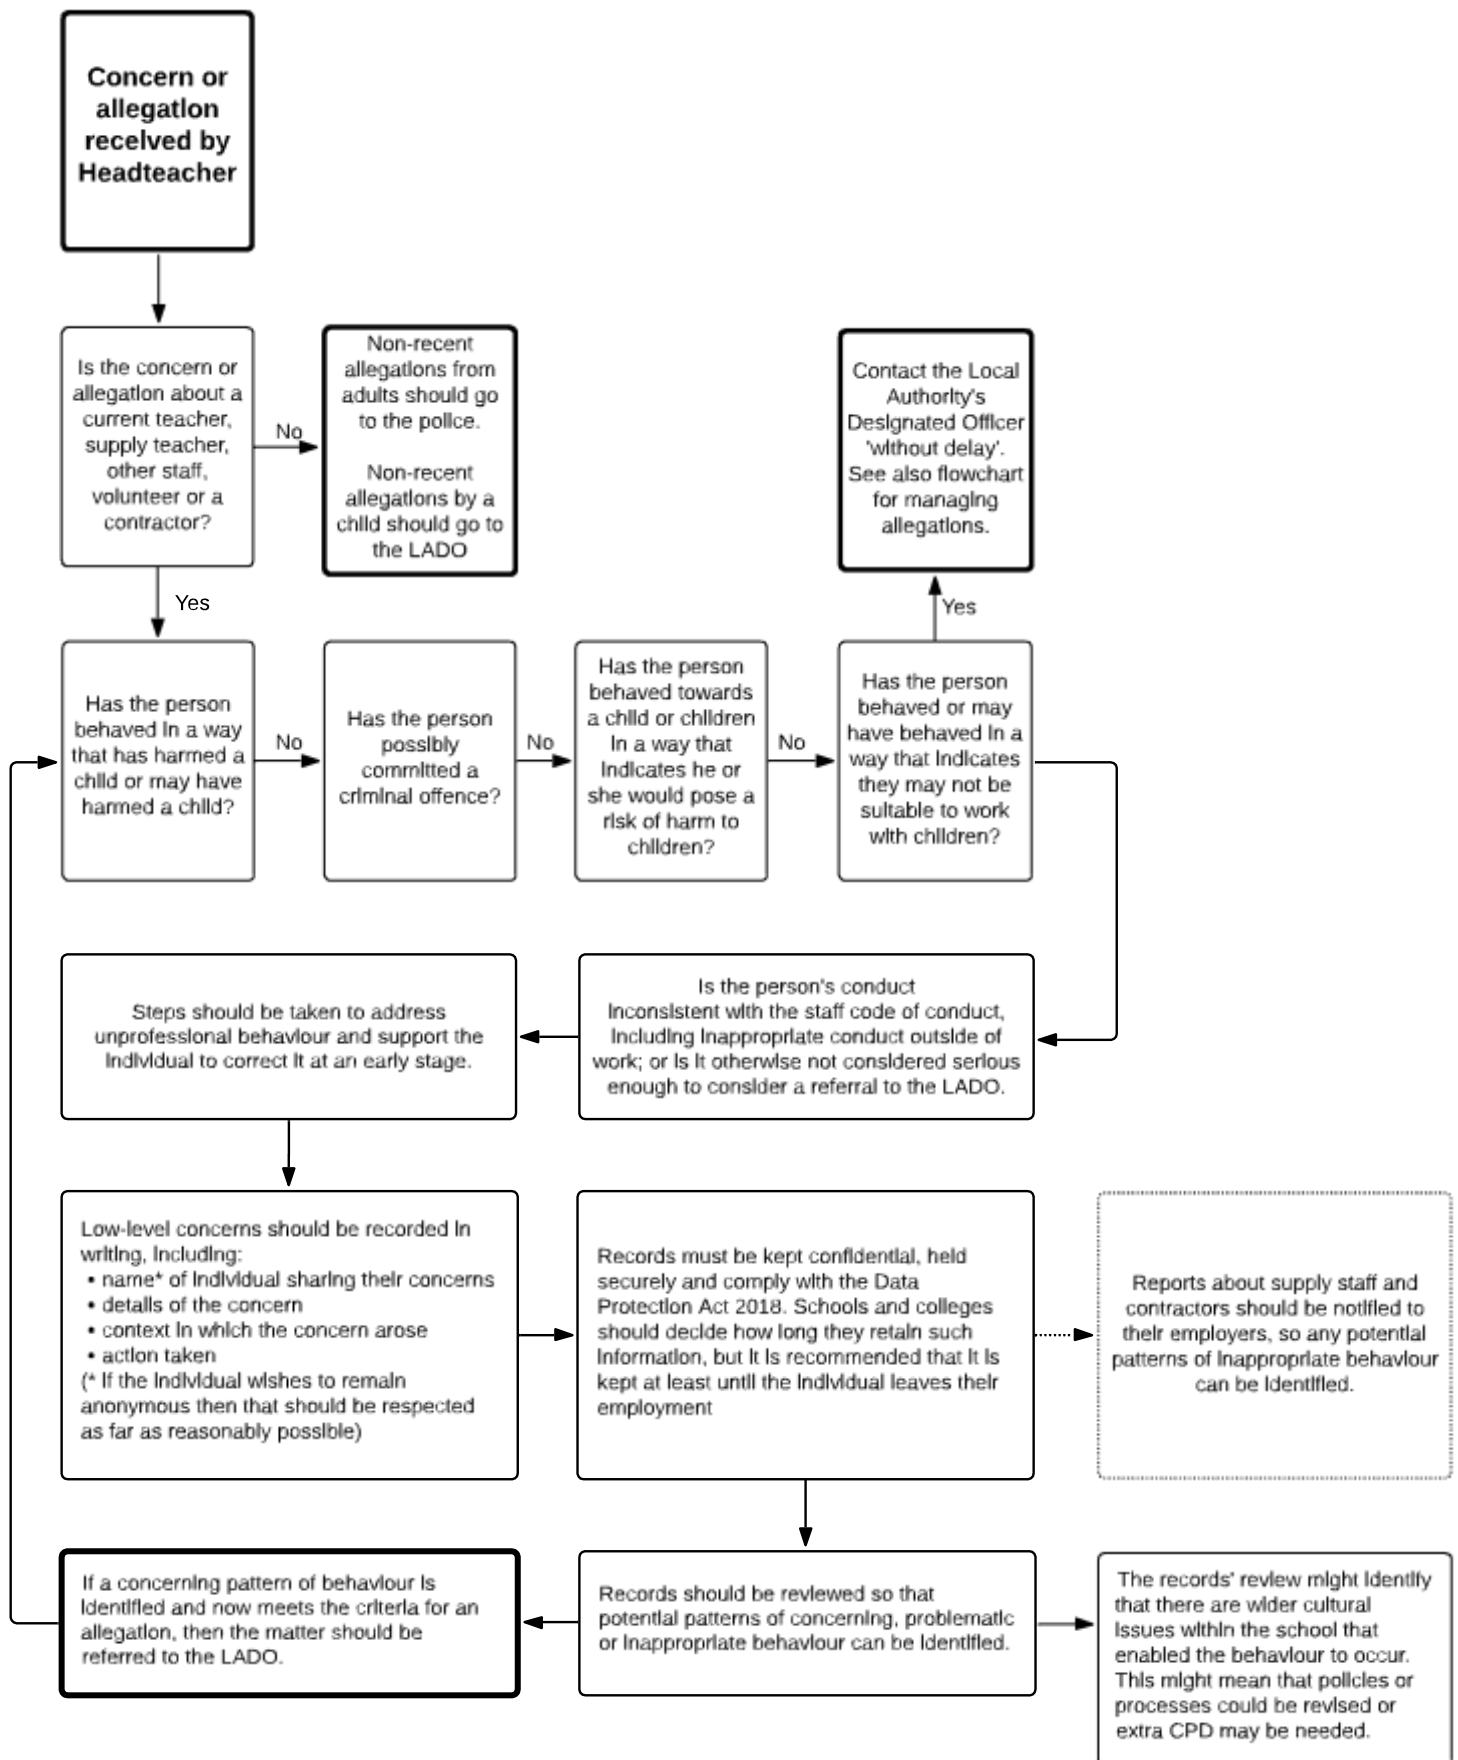 Concern or
allegation
received by
Headteacher
Is the concern or
allegation about a
current teacher,
supply teacher,
other staff,
volunteer or a
contractor?
No
Non-recent
allegations from
adults should go
to the police.
Non-recent
allegations by a
child should go to
the LADO
Contact the Local
Authority's
Designated Officer
'without delay'.
See also flowchart
for managing
allegations.
Yes
Yes
Has the person
behaved in a way
that has harmed a
child or may have
harmed a child?
No
Has the person
possibly
committed a
criminal offence?
No
Has the person
behaved towards
a child or children
in a way that
indicates he or
she would pose a
risk of harm to
children?
No
Has the person
behaved or may
have behaved in a
way that indicates
they may not be
suitable to work
with children?
Is the person's conduct
inconsistent with the staff code of conduct,
including inappropriate conduct outside of
work; or is it otherwise not considered serious
enough to consider a referral to the LADO.
Steps should be taken to address
unprofessional behaviour and support the
individual to correct it at an early stage.
Low-level concerns should be recorded in
writing, including:
• name* of individual sharing their concerns
• details of the concern
• context in which the concern arose
• action taken
(* if the individual wishes to remain
anonymous then that should be respected
as far as reasonably possible)
Records must be kept confidential, held
securely and comply with the Data
Protection Act 2018. Schools and colleges
should decide how long they retain such
information, but it is recommended that it is
kept at least until the individual leaves their
employment
Reports about supply staff and
contractors should be notified to
their employers, so any potential
patterns of inappropriate behaviour
can be identified.
If a concerning pattern of behaviour is
identified and now meets the criteria for an
allegation, then the matter should be
referred to the LADO.
Records should be reviewed so that
potential patterns of concerning, problematic
or inappropriate behaviour can be identified.
The records' review might identify
that there are wider cultural
issues within the school that
enabled the behaviour to occur.
This might mean that policies or
processes could be revised or
extra CPD may be needed.